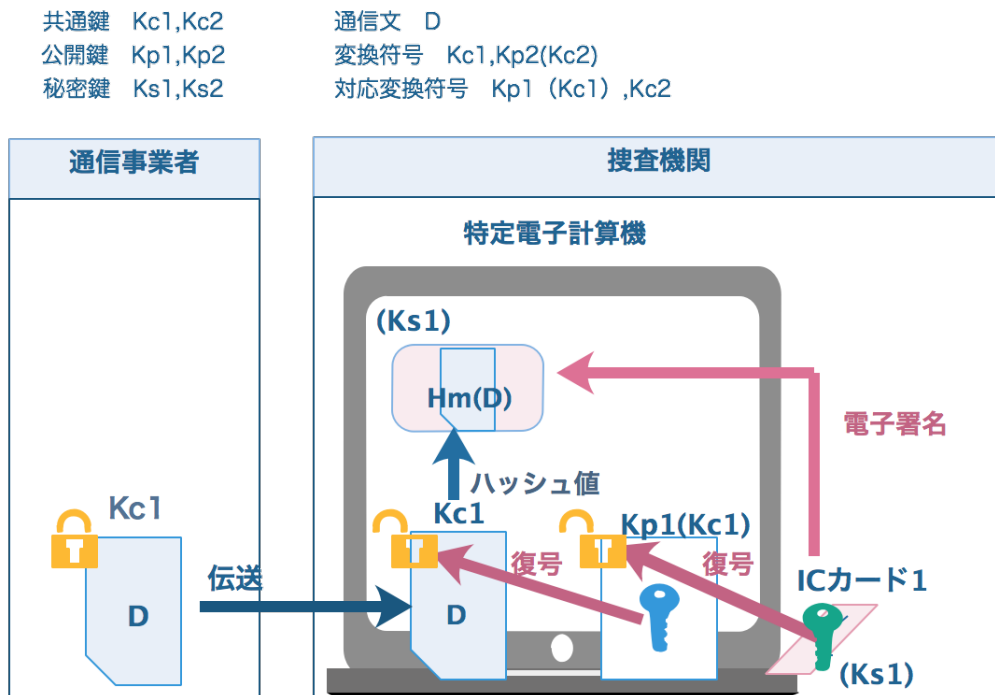 共通鍵　Kc1,Kc2
公開鍵　Kp1,Kp2
秘密鍵　Ks1,Ks2
通信文　D
変換符号　Kc1,Kp2(Kc2)
対応変換符号　Kp1（Kc1）,Kc2
通信事業者
捜査機関
特定電子計算機
(Ks1)
Hm(D)
電子署名
ハッシュ値
Kc1
Kc1
Kp1(Kc1)
復号
復号
伝送
ICカード1
D
D
(Ks1)